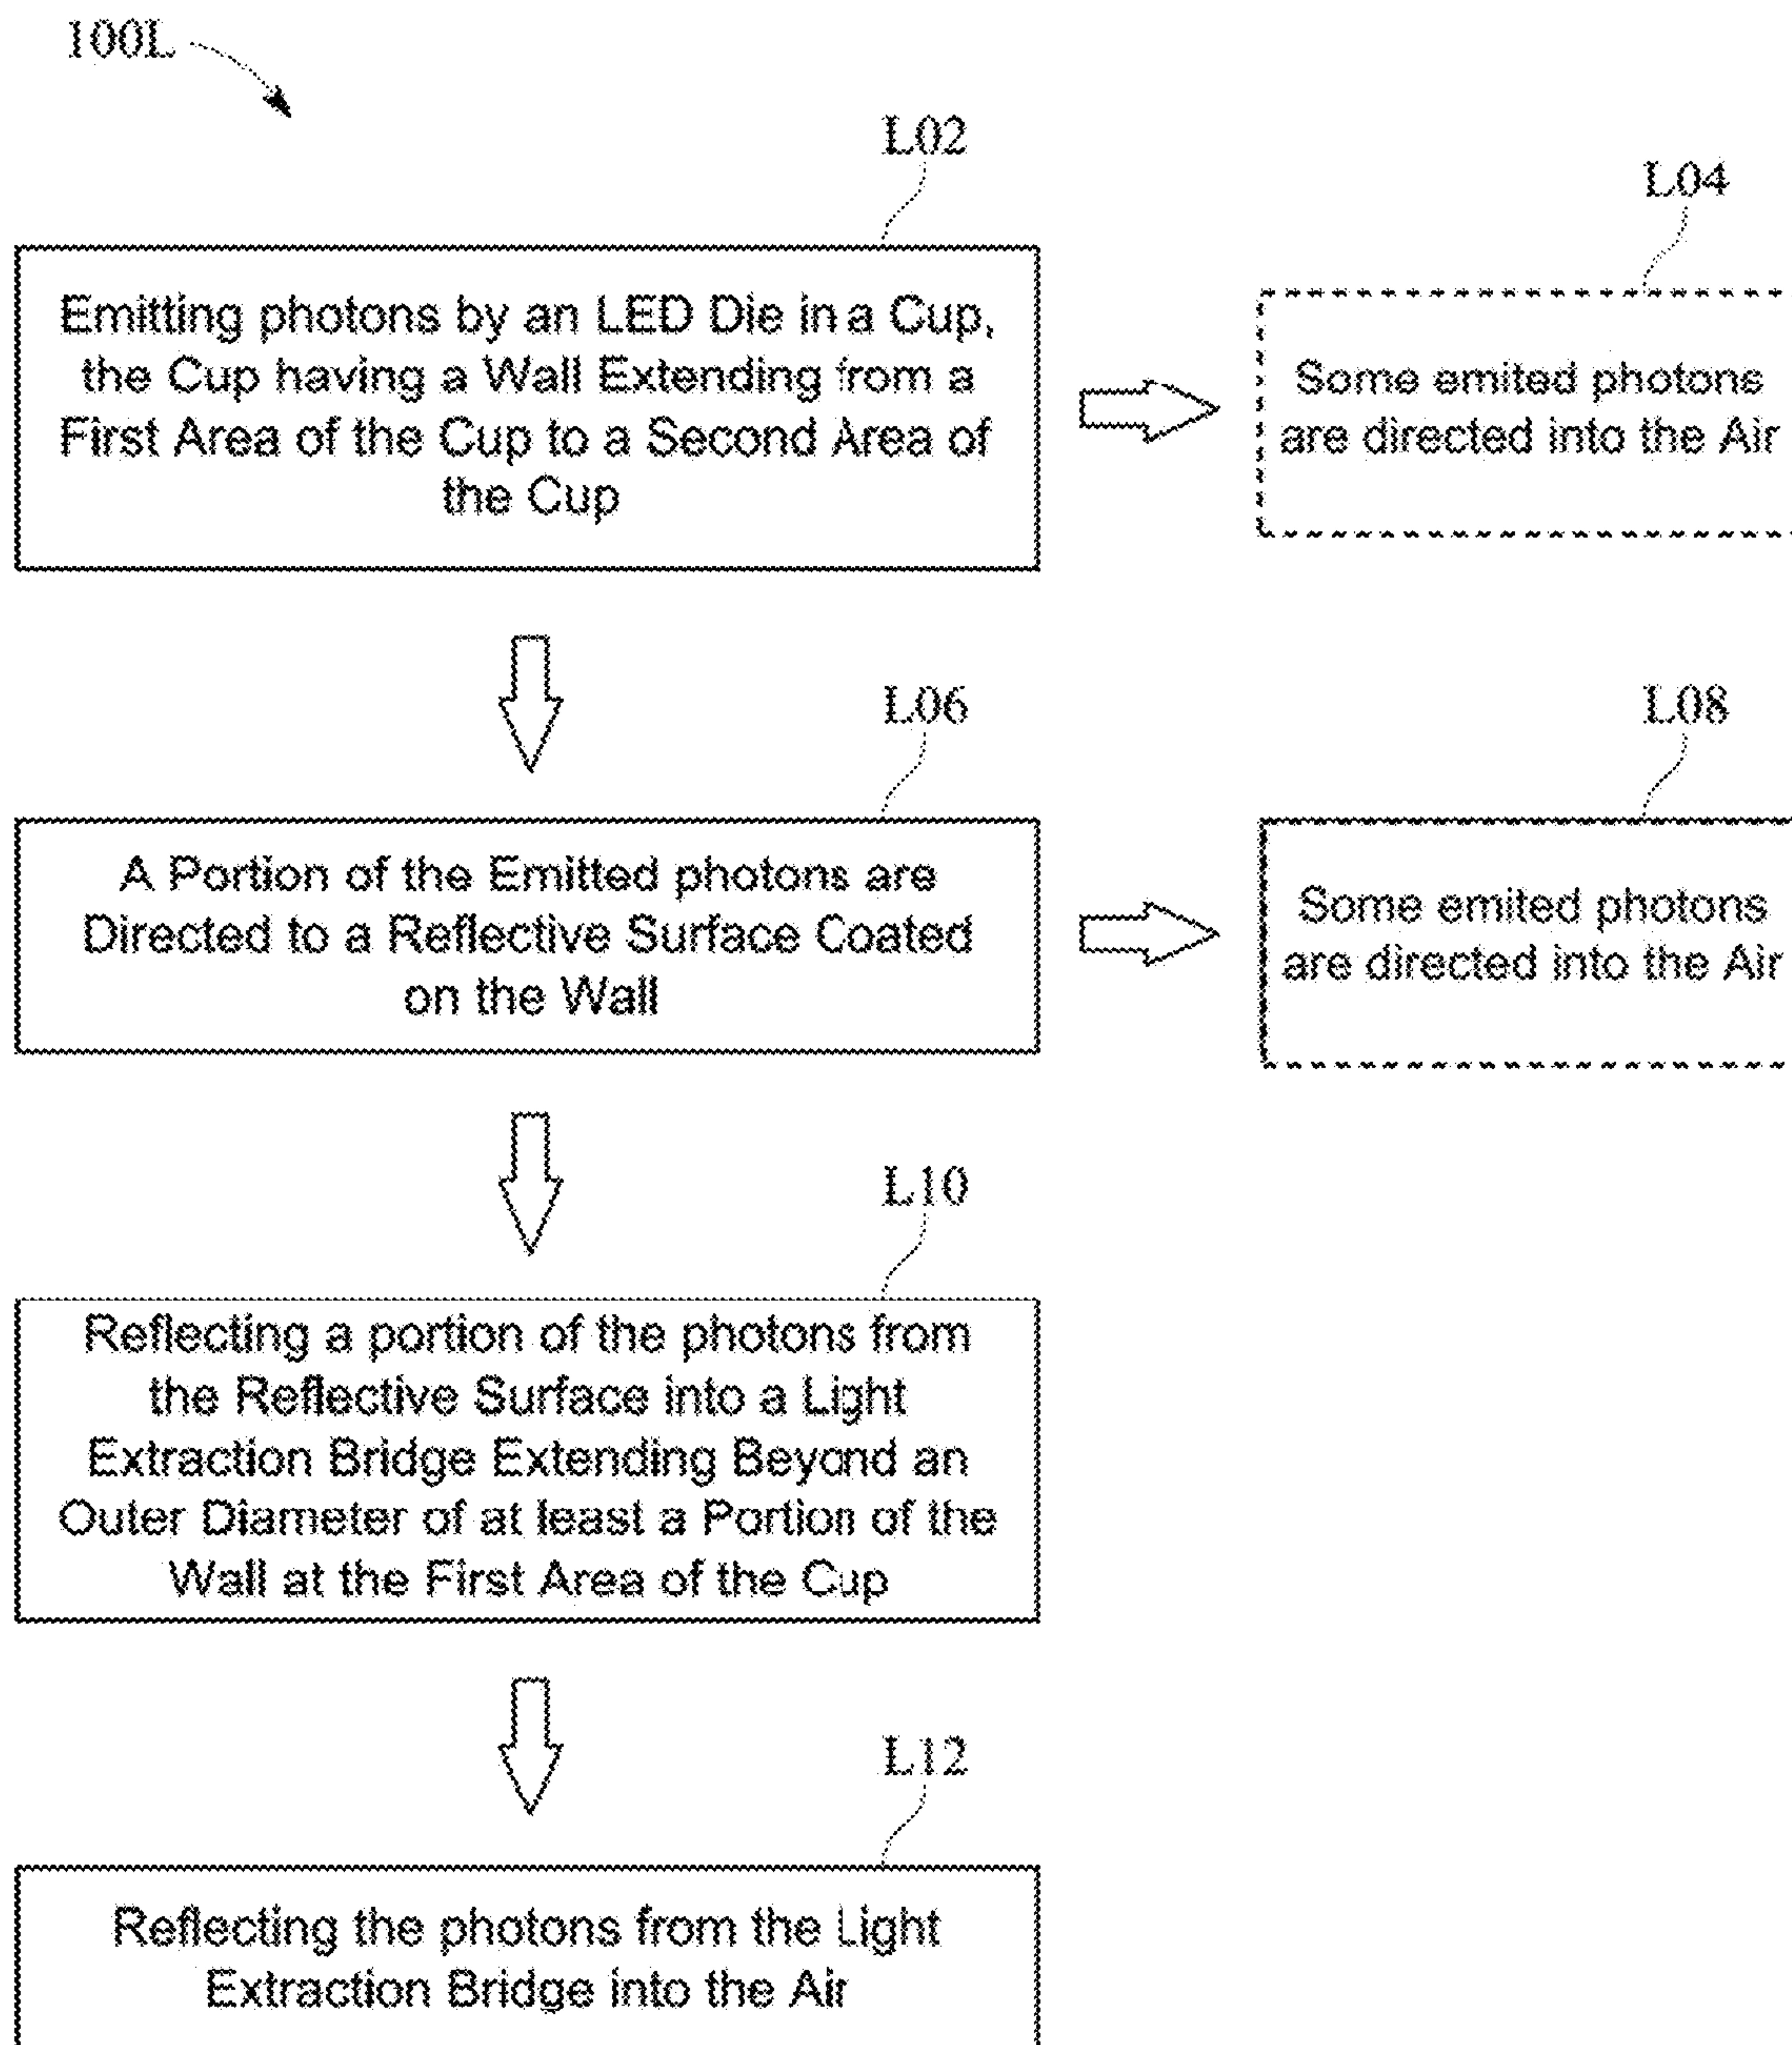 100L
L02
Emitting photons by an LED Die in a Cup,
the Cup having a Wall Extending from a
First Area of the Cup to a Second Area of
the Cup
L04
Some emited photons
are directed into the Air
L06
A Portion of the Emitted photons are
Directed to a Reflective Surface Coated
on the Wall
L08
Some emited photons
are directed into the Air
L10
Reflecting a portion of the photons from
the Reflective Surface into a Light
Extraction Bridge Extending Beyond an
Outer Diameter of at least a Portion of the
Wall at the First Area of the Cup
L12
Reflecting the photons from the Light
Extraction Bridge into the Air